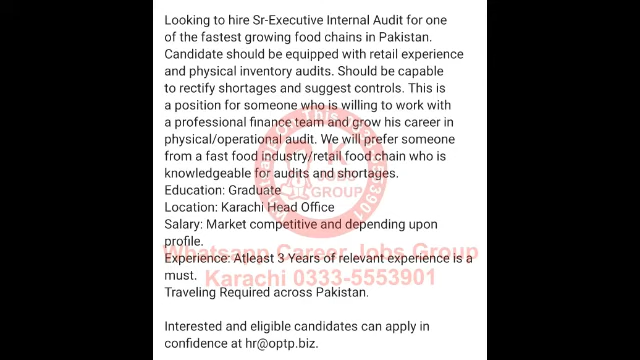 Looking to hire Sr-Executive Internal Audit for one
of the fastest growing food chains in Pakistan.
Candidate should be equipped with retail experience
and physical inventory audits. Should be capable
to rectify shortages and suggest controls. This is
a position for someone who is willing to work with
a professional finance team and grow his career in
physical/operational audit. We will prefer someone
from a fast food industry/retail food chain who is
knowledgeable for audits and shortages.
Education: Graduate
Location: Karachi Head Office
Salary: Market competitive and depending upon
profile.
Experience: Atleast 3 Years of relevant experience is a
must.
Traveling Required across Pakistan.
Interested and eligible candidates can apply in
confidence at hr@optp.biz.
JOBS
GROUP
Whatsapp Career Jobs Group
Karachi 0333-5553901